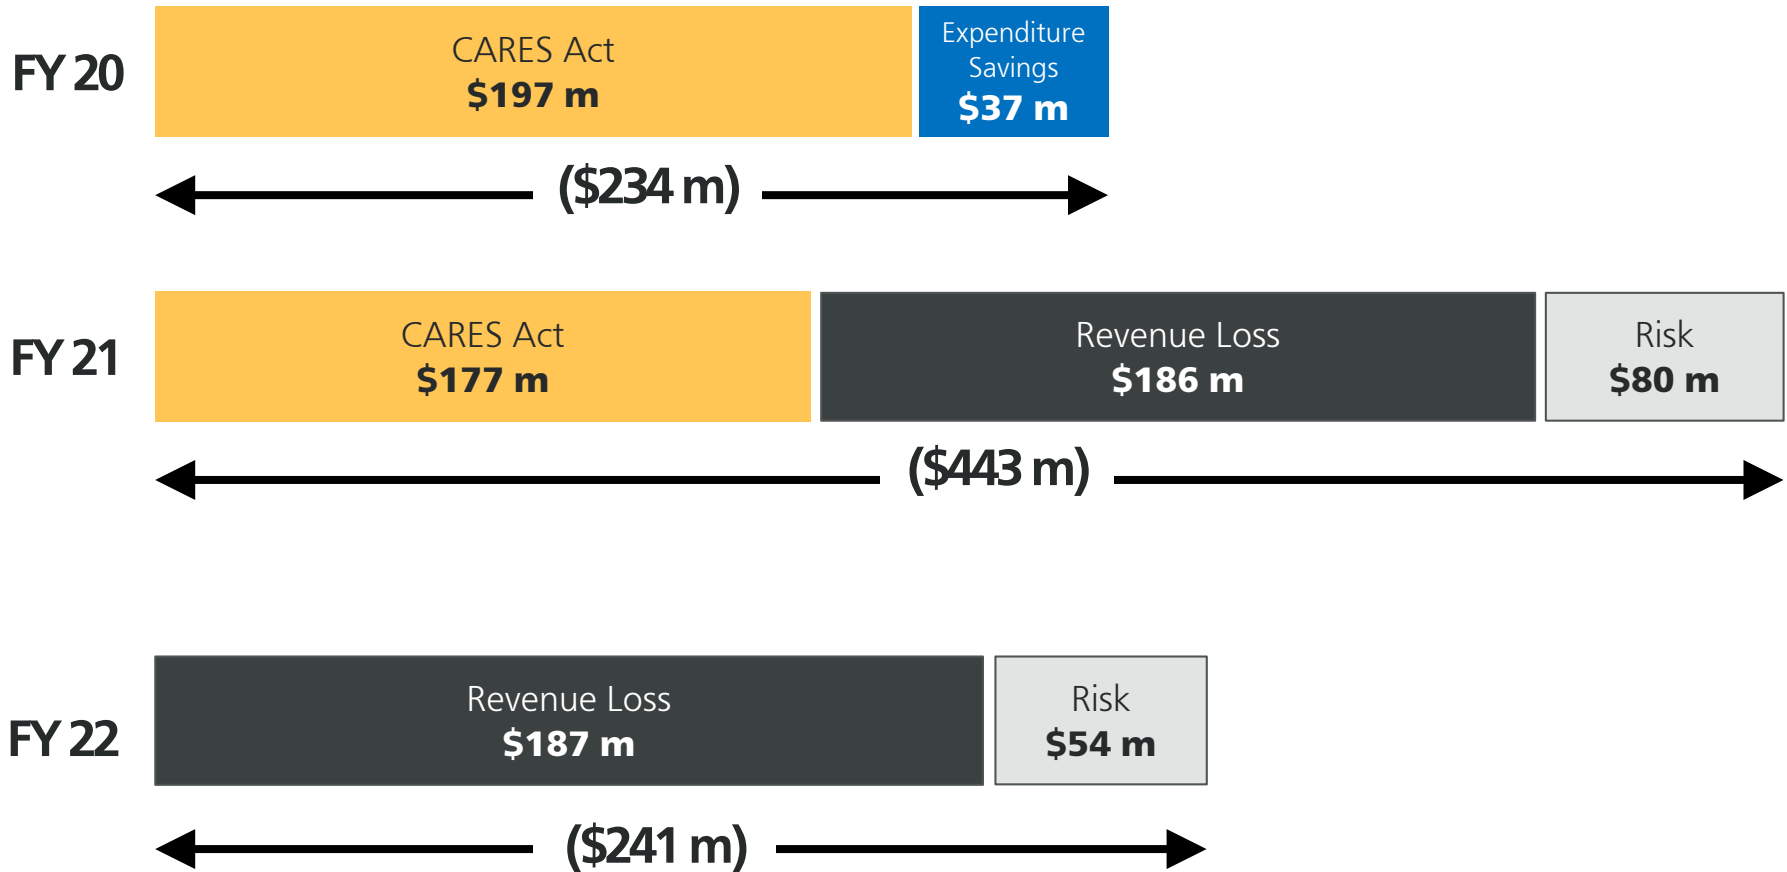 FY 20
CARES Act
$197 m
Expenditure
Savings
$37 m
($234 m)
FY 21
CARES Act
$177 m
Revenue Loss
$186 m
Risk
$80 m
($443 m)
FY 22
Revenue Loss
$187 m
Risk
$54 m
($241 m)